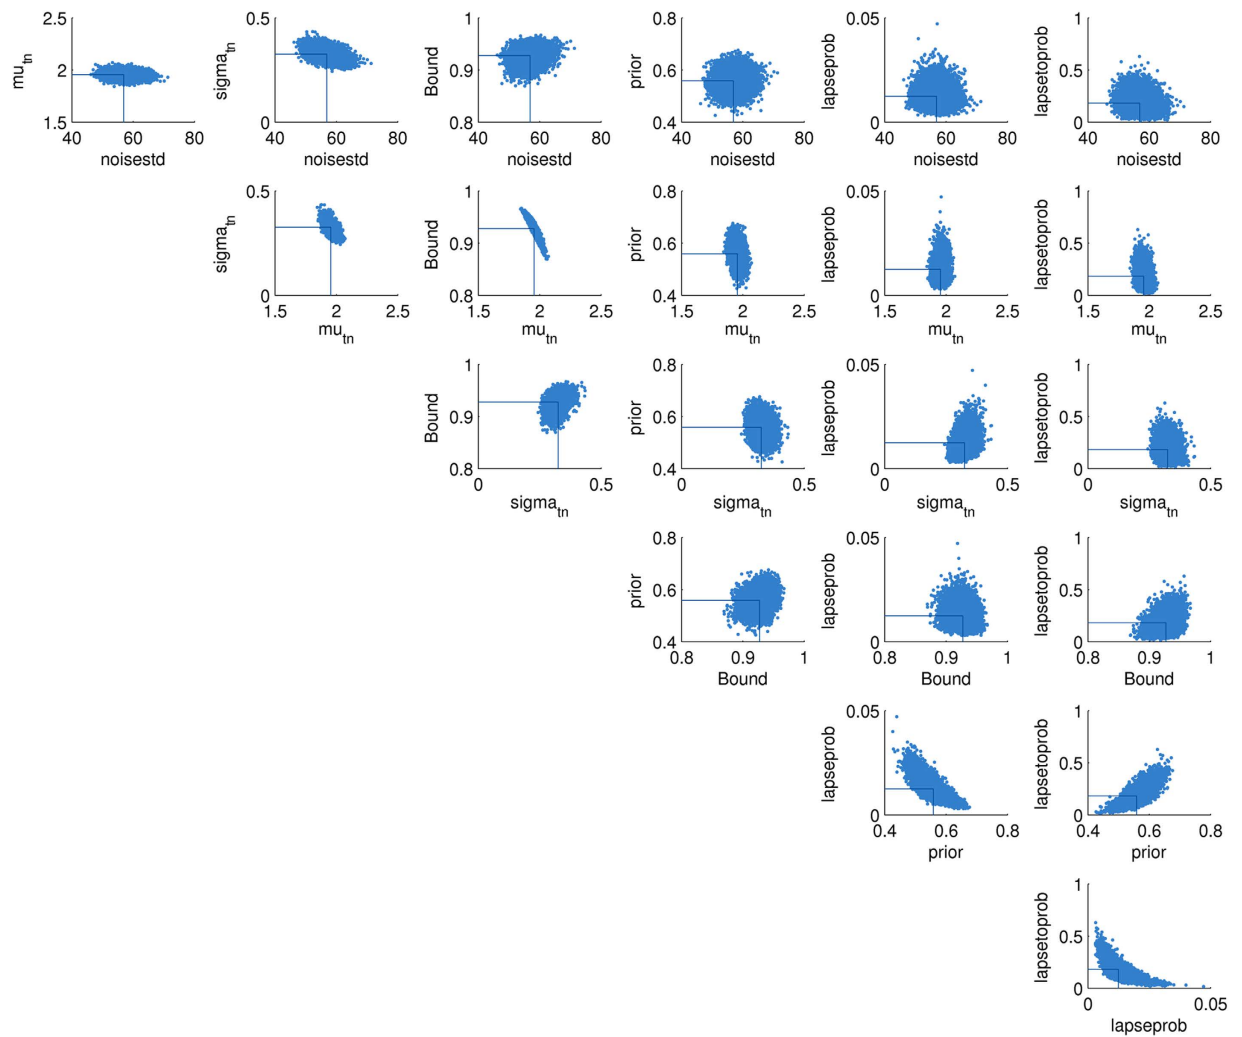 2.5
2
1.5
mu_tn
40 60 80
noisestd
0.5
0
sigma_tn
40 60 80
noisestd
1
0.9
0.8
Bound
40 60 80
noisestd
0.8
0.6
0.4
prior
40 60 80
noisestd
0.05
0
lapseprob
40 60 80
noisestd
1
0.5
0
lapsetoprob
40 60 80
noisestd
0.5
0
sigma_tn
1.5 2 2.5
mu_tn
1
0.9
0.8
Bound
1.5 2 2.5
mu_tn
0.8
0.6
0.4
prior
1.5 2 2.5
mu_tn
0.05
0
lapseprob
1.5 2 2.5
mu_tn
1
0.5
0
lapsetoprob
1.5 2 2.5
mu_tn
1
0.9
0.8
Bound
0 0.5
sigma_tn
0.8
0.6
0.4
prior
0 0.5
sigma_tn
0.05
0
lapseprob
0 0.5
sigma_tn
1
0.5
0
lapsetoprob
0 0.5
sigma_tn
0.8
0.6
0.4
prior
0.8 0.9 1
Bound
0.05
0
lapseprob
0.8 0.9 1
Bound
1
0.5
0
lapsetoprob
0.8 0.9 1
Bound
0.05
0
lapseprob
0.4 0.6 0.8
prior
1
0.5
0
lapsetoprob
0.4 0.6 0.8
prior
1
0.5
0
lapsetoprob
0 0.05
lapseprob